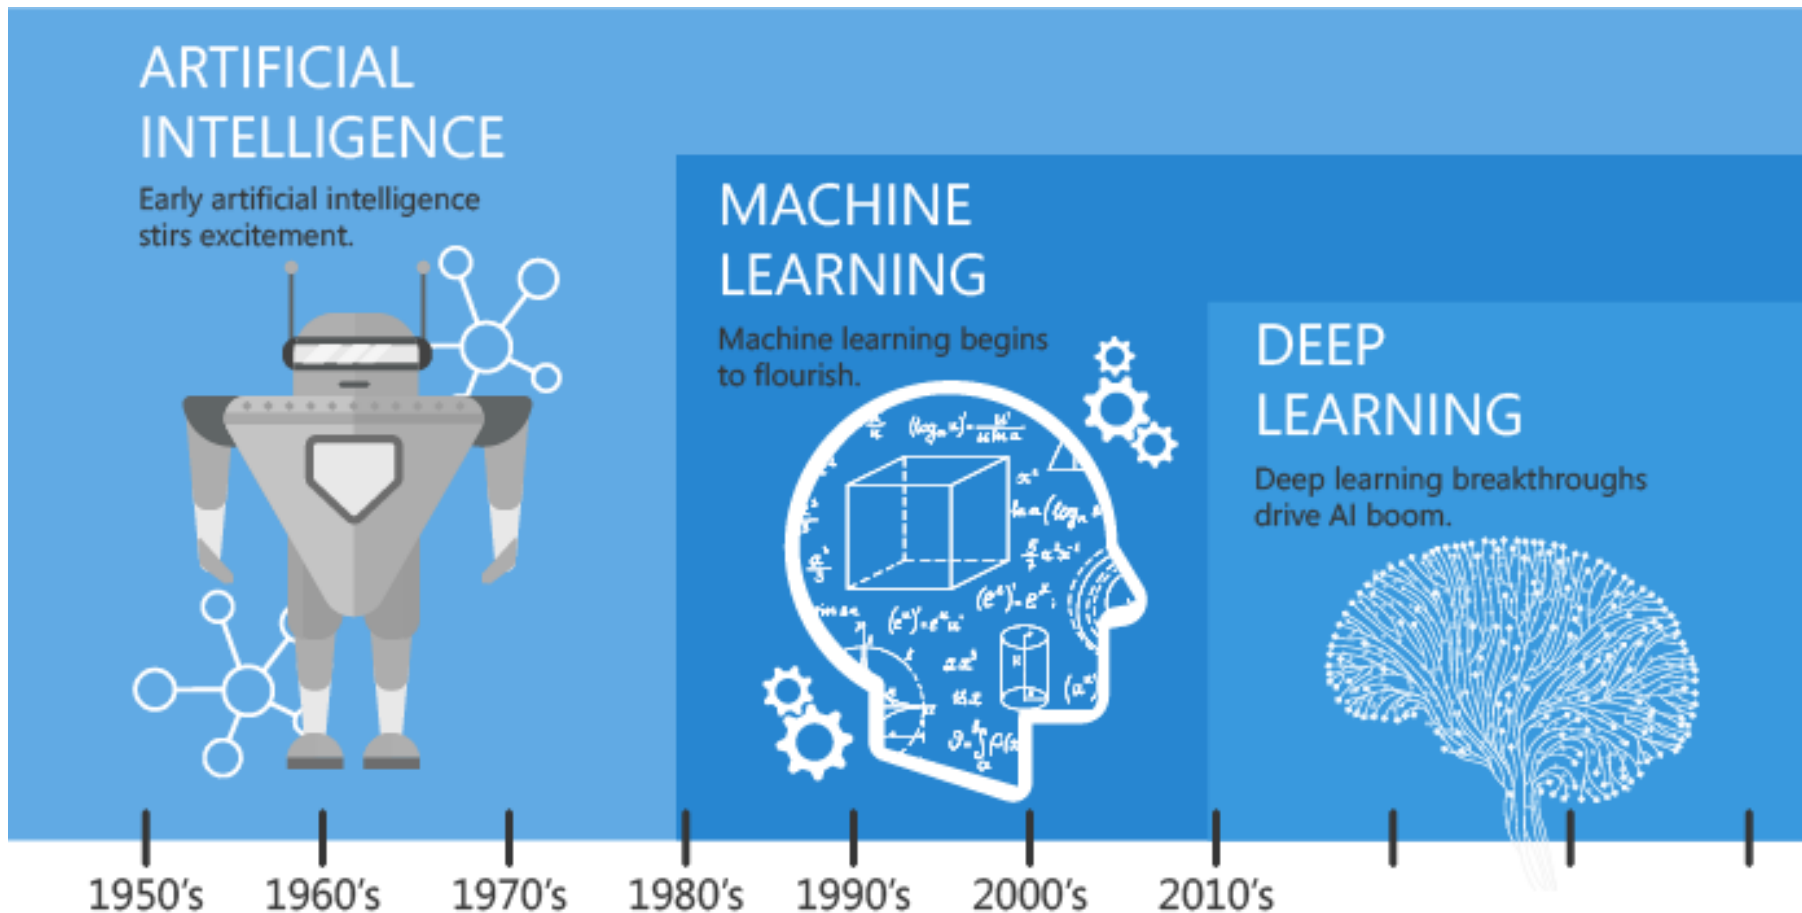 ARTIFICIAL
INTELLIGENCE
Early artificial intelligence
stirs excitement.
MACHINE
LEARNING
Machine learning begins
to flourish.
DEEP
LEARNING
Deep learning breakthroughs
drive AI boom.
1950's 1960's 1970's 1980's 1990's 2000's 2010's